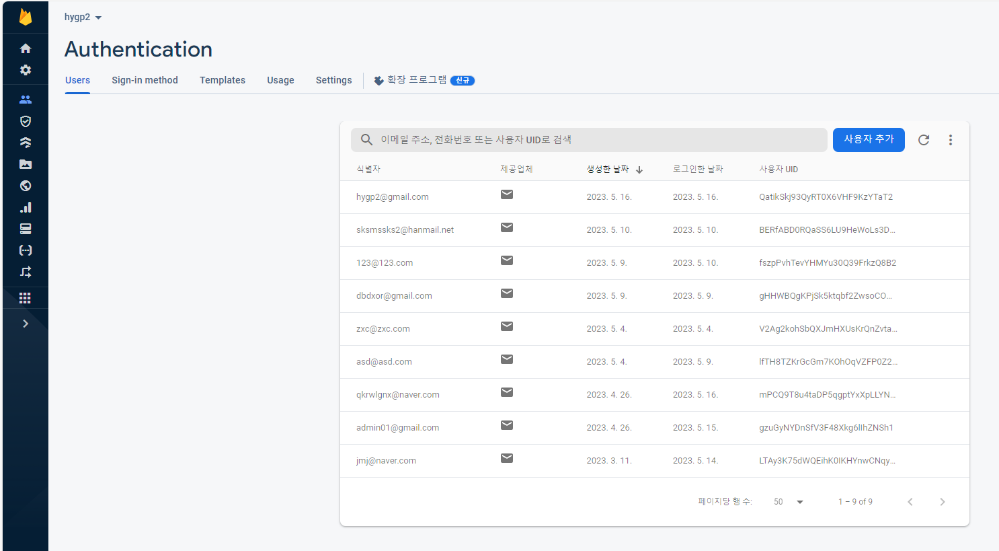 hygp2
Authentication
Users Sign-in method Templates Usage Settings 확장 프로그램 신규
이메일 주소, 전화번호 또는 사용자 UID로 검색 사용자 추가
식별자 제공업체 생성한 날짜 로그인한 날짜 사용자 UID
hygp2@gmail.com 2023. 5. 16. 2023. 5. 16. QatikSkj93QyRT0X6VHF9KzYTaT2
sksmssks2@hanmail.net 2023. 5. 10. 2023. 5. 10. BERfABD0RQaSS6LU9HeWoLs3D...
123@123.com 2023. 5. 9. 2023. 5. 10. fszpPvhTevYHMYu30Q39FrkzQ8B2
dbdxor@gmail.com 2023. 5. 9. 2023. 5. 9. gHHWBQgKPjSk5ktqbf2ZwsoCO...
zxc@zxc.com 2023. 5. 4. 2023. 5. 4. V2Ag2kohSbQXJmHXUsKrQnZvta...
asd@asd.com 2023. 5. 4. 2023. 5. 9. lfTH8TZKrGcGm7KOhOqVZFP0Z2...
qkrwlgnx@naver.com 2023. 4. 26. 2023. 5. 16. mPCQ9T8u4taDP5qgptYxXpLLYN...
admin01@gmail.com 2023. 4. 26. 2023. 5. 15. gzuGyNYDnSfV3F48Xkg6lIhZNSh1
jmj@naver.com 2023. 3. 11. 2023. 5. 14. LTAy3K75dWQEihK0IKHYnwCNqy...
페이지당 행 수: 50 1 – 9 of 9